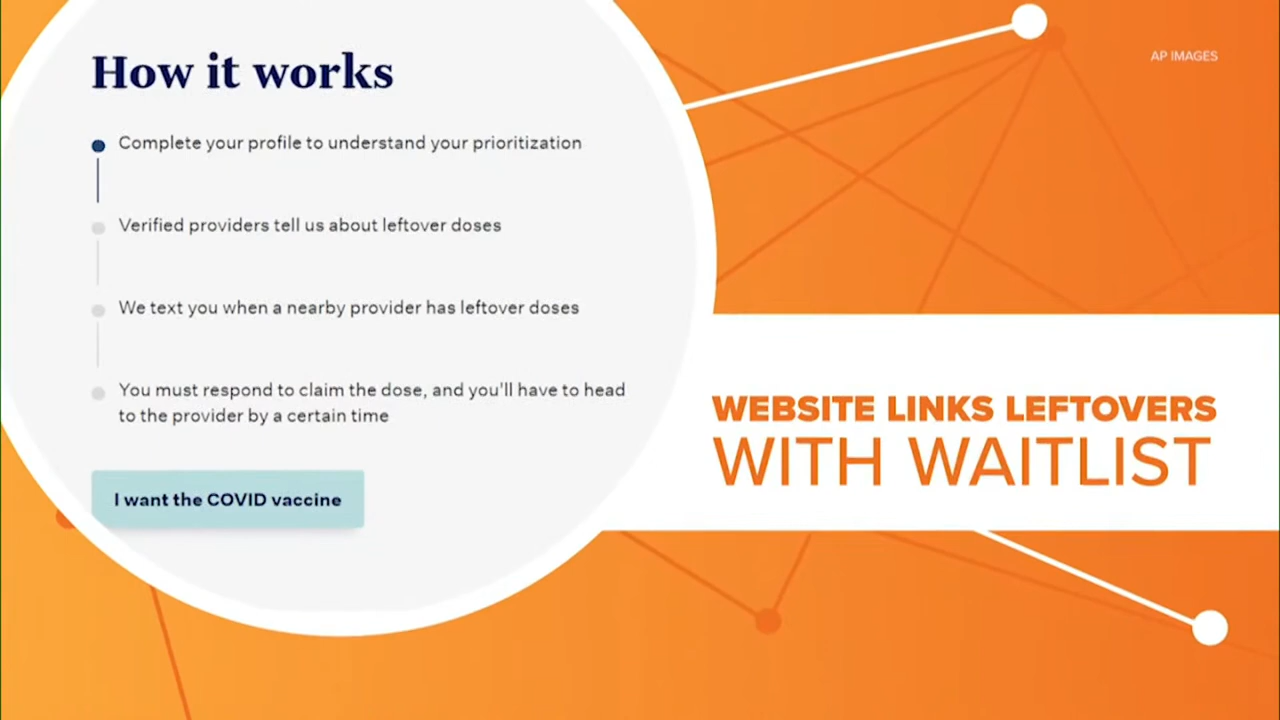 How it works
Complete your profile to understand your prioritization
Verified providers tell us about leftover doses
We text you when a nearby provider has leftover doses
You must respond to claim the dose, and you'll have to head
to the provider by a certain time
I want the COVID vaccine
AP IMAGES
WEBSITE LINKS LEFTOVERS
WITH WAITLIST